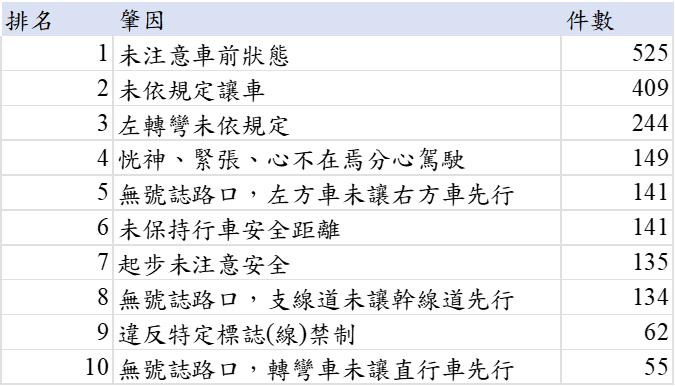 排名 肇因 件數
1 未注意車前狀態 525
2 未依規定讓車 409
3 左轉彎未依規定 244
4 恍神、緊張、心不在焉分心駕駛 149
5 無號誌路口，左方車未讓右方車先行 141
6 未保持行車安全距離 141
7 起步未注意安全 135
8 無號誌路口，支線道未讓幹線道先行 134
9 違反特定標誌(線)禁制 62
10 無號誌路口，轉彎車未讓直行車先行 55